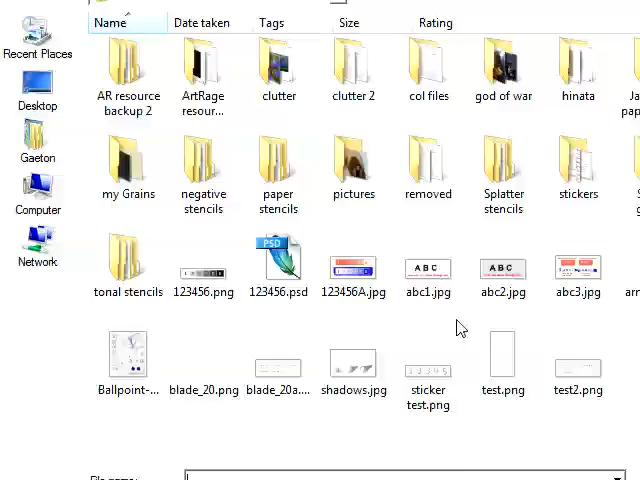 Name Date taken Tags Size Rating
Recent Places
Desktop
Gaeton
Computer
Network
AR resource backup 2
ArtRage resour...
clutter
clutter 2
col files
god of war
hinata
my Grains
negative stencils
paper stencils
pictures
removed
Splatter stencils
stickers
tonal stencils
123456.png
PSD
123456.psd
123456A.jpg
ABC
abc1.jpg
ABC
abc2.jpg
abc3.jpg
Ballpoint-...
blade_20.png
blade_20a....
shadows.jpg
sticker test.png
test.png
test2.png